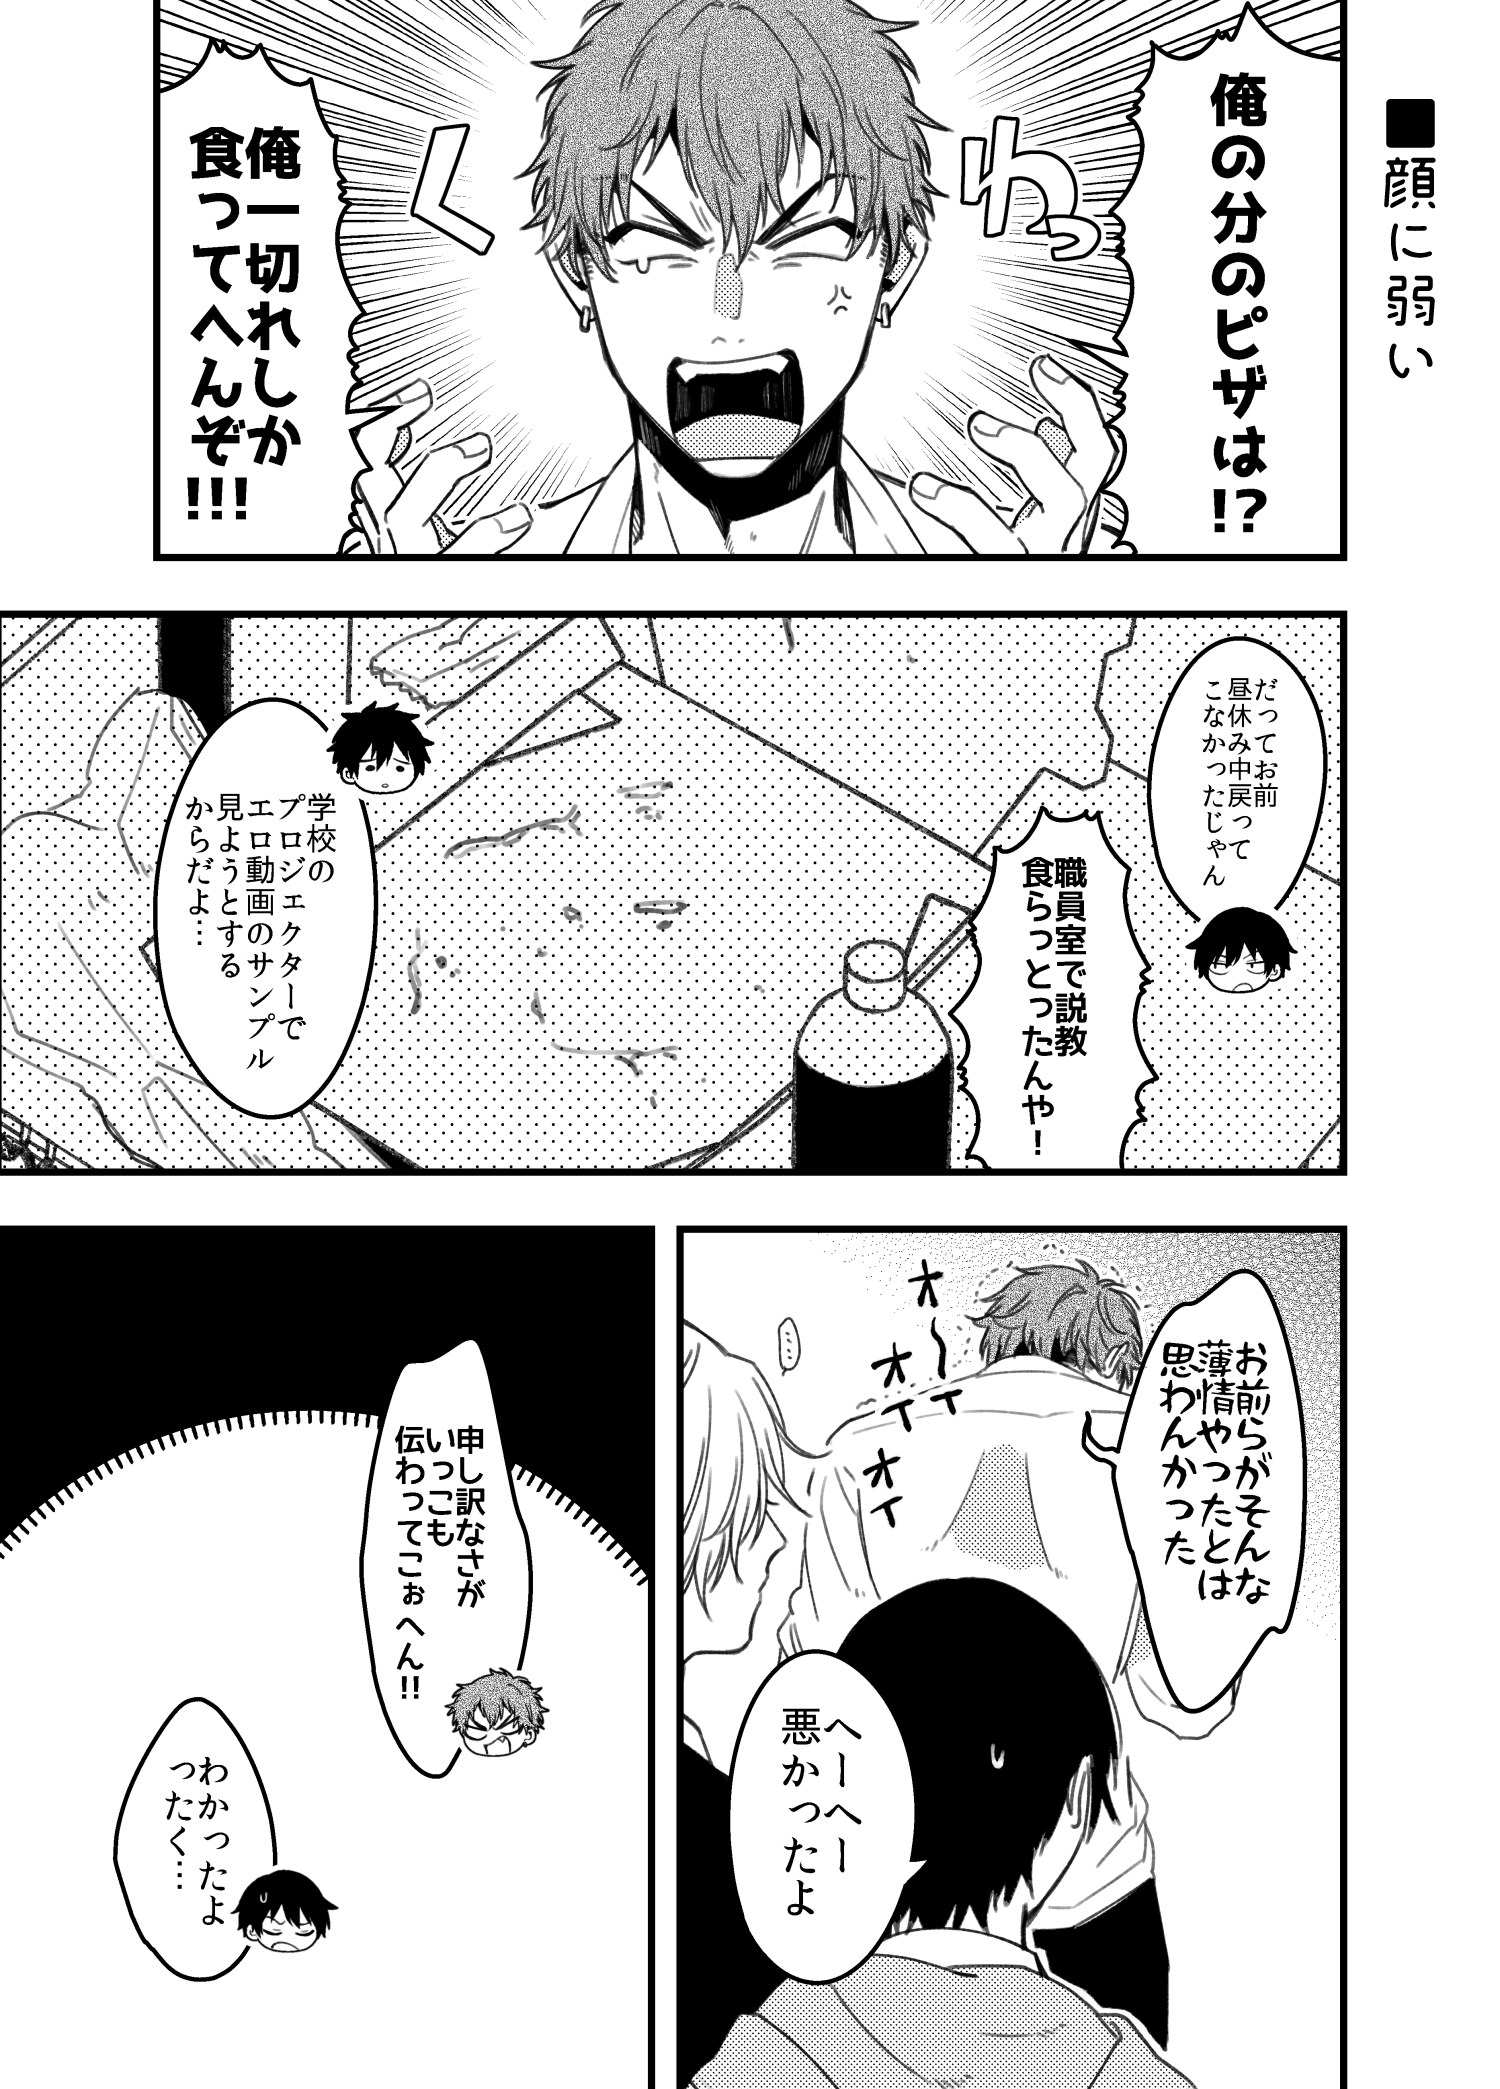 ■顔に弱い
俺の分のピザは!?
わっ
くく
俺一切れしか
食ってへんぞ!!!
だってお前
昼休み中戻って
こなかったじゃん
職員室で説教
食らっとったんや!
学校の
プロジェクターで
エロ動画のサンプル
見ようとする
からだよ…
お前らがそんな
薄情やったとは
思わんかった
オ〜イ
オイ
オイ
……
へーへー
悪かったよ
申し訳なさが
いっこも
伝わってこぉへん!!
わかったよ
ったく…